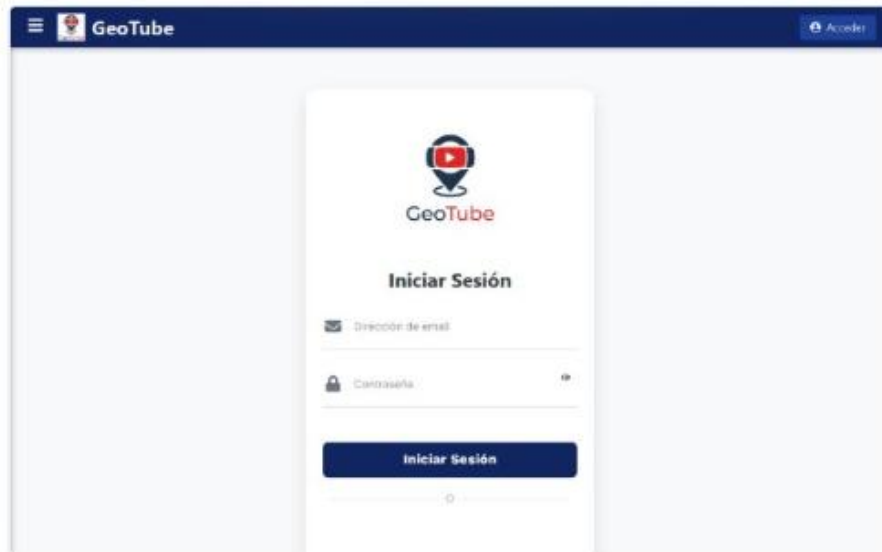 GeoTube
Acceder
GeoTube
Iniciar Sesión
Dirección de email
Contraseña
Iniciar Sesión
O